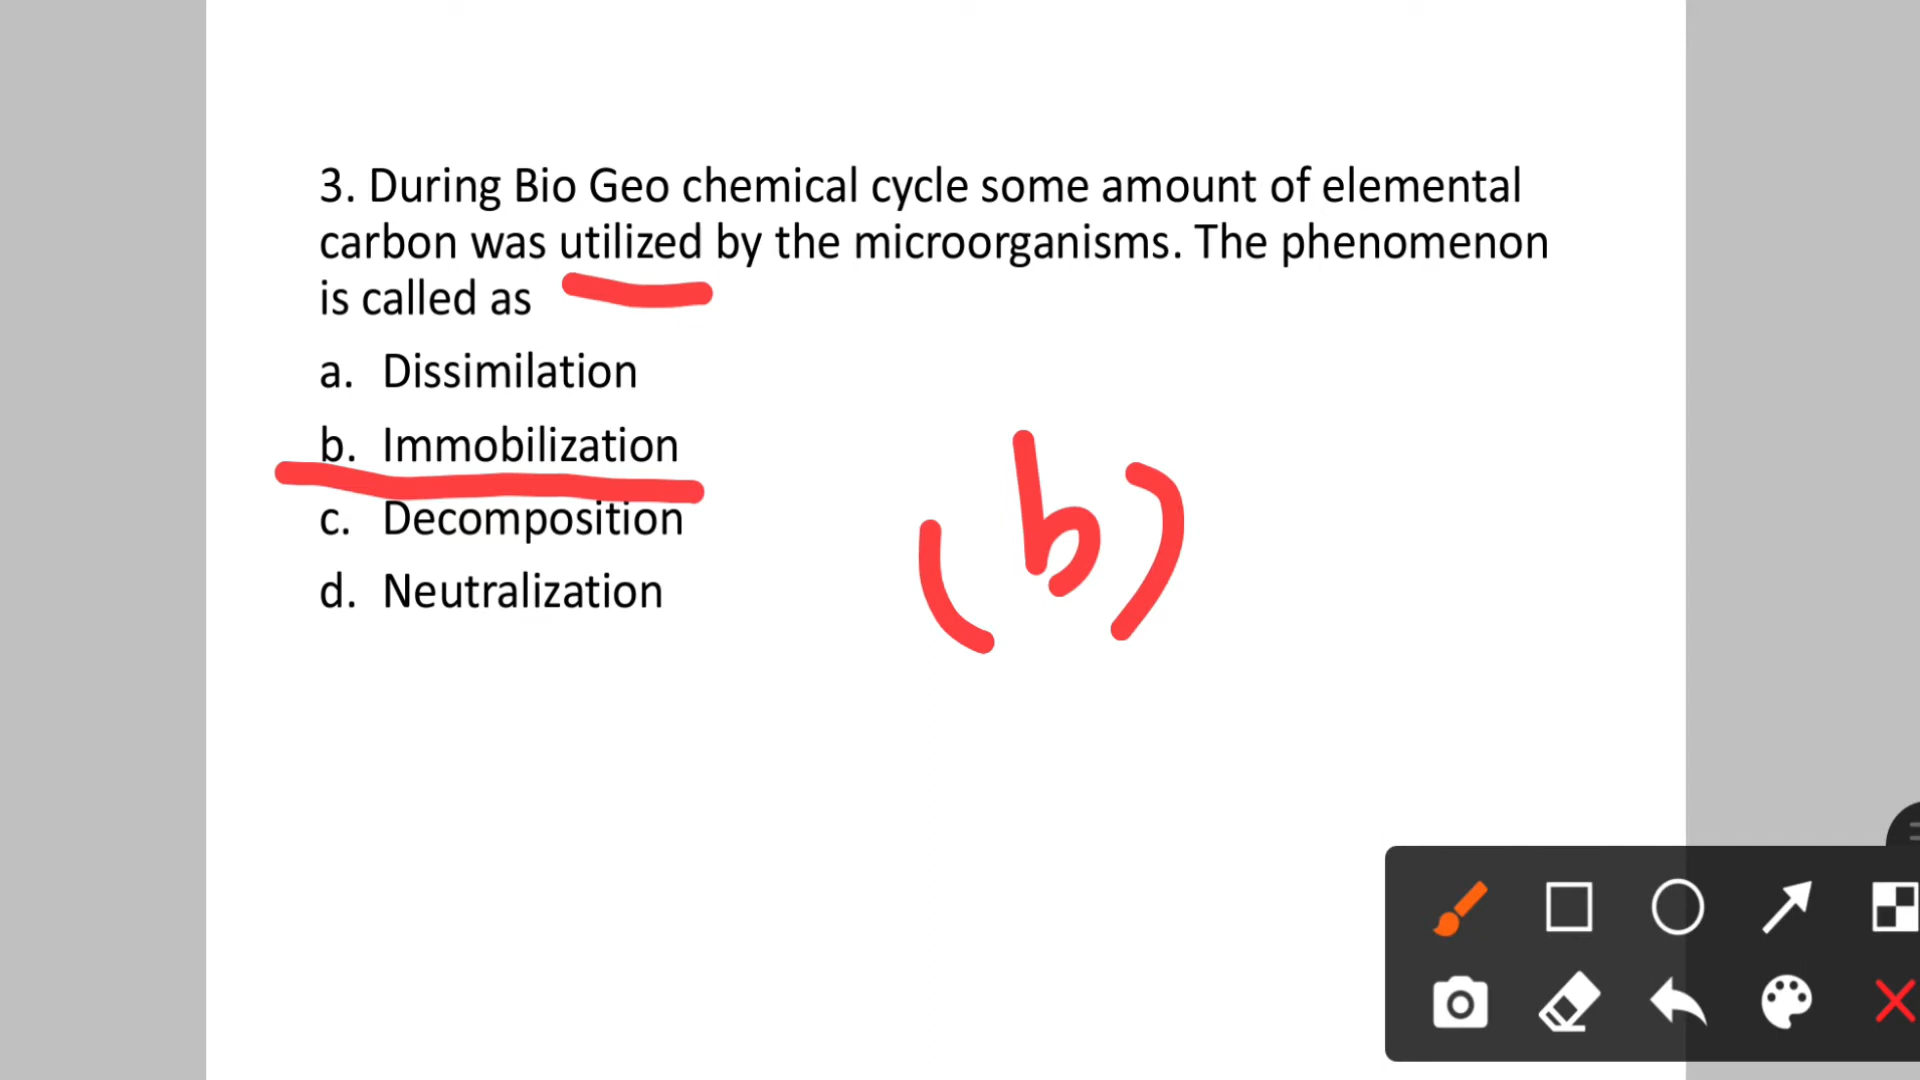 3. During Bio Geo chemical cycle some amount of elemental
carbon was utilized by the microorganisms. The phenomenon
is called as
a. Dissimilation
b. Immobilization
c. Decomposition
d. Neutralization
(b)